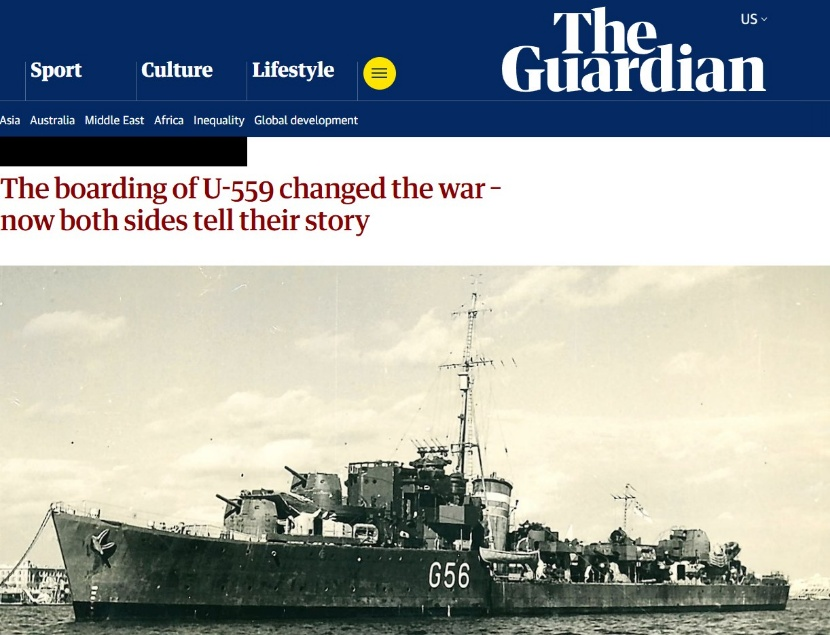 US
The
Guardian
Sport
Culture
Lifestyle
Asia
Australia
Middle East
Africa
Inequality
Global development
The boarding of U-559 changed the war –
now both sides tell their story
G56